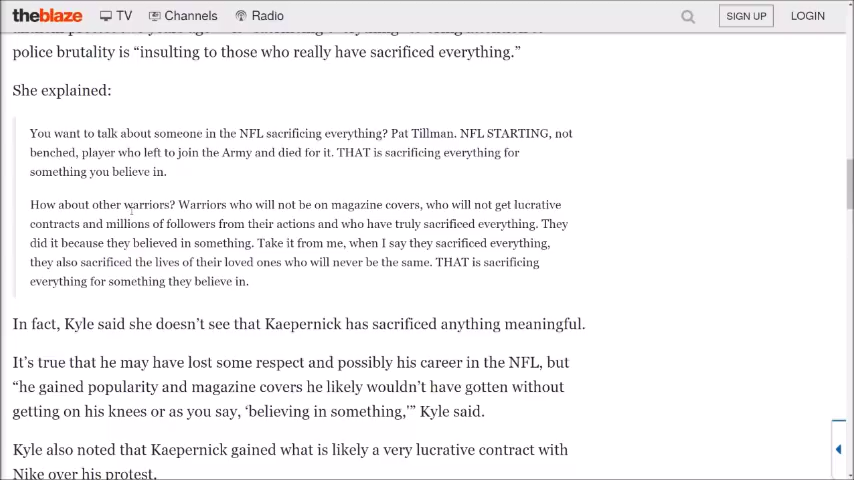 theblaze TV Channels Radio SIGN UP LOGIN
police brutality is “insulting to those who really have sacrificed everything.”
She explained:
You want to talk about someone in the NFL sacrificing everything? Pat Tillman. NFL STARTING, not
benched, player who left to join the Army and died for it. THAT is sacrificing everything for
something you believe in.
How about other warriors? Warriors who will not be on magazine covers, who will not get lucrative
contracts and millions of followers from their actions and who have truly sacrificed everything. They
did it because they believed in something. Take it from me, when I say they sacrificed everything,
they also sacrificed the lives of their loved ones who will never be the same. THAT is sacrificing
everything for something they believe in.
In fact, Kyle said she doesn’t see that Kaepernick has sacrificed anything meaningful.
It’s true that he may have lost some respect and possibly his career in the NFL, but
“he gained popularity and magazine covers he likely wouldn’t have gotten without
getting on his knees or as you say, ‘believing in something,’” Kyle said.
Kyle also noted that Kaepernick gained what is likely a very lucrative contract with
Nike over his protest.